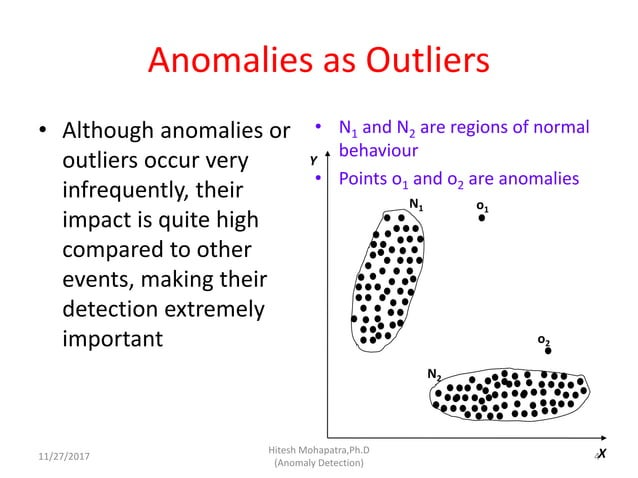 Anomalies as Outliers
• Although anomalies or
outliers occur very
infrequently, their
impact is quite high
compared to other
events, making their
detection extremely
important
• N1 and N2 are regions of normal
behaviour
• Points o1 and o2 are anomalies
Y
N1
o1
o2
N2
X
11/27/2017
Hitesh Mohapatra,Ph.D
(Anomaly Detection)